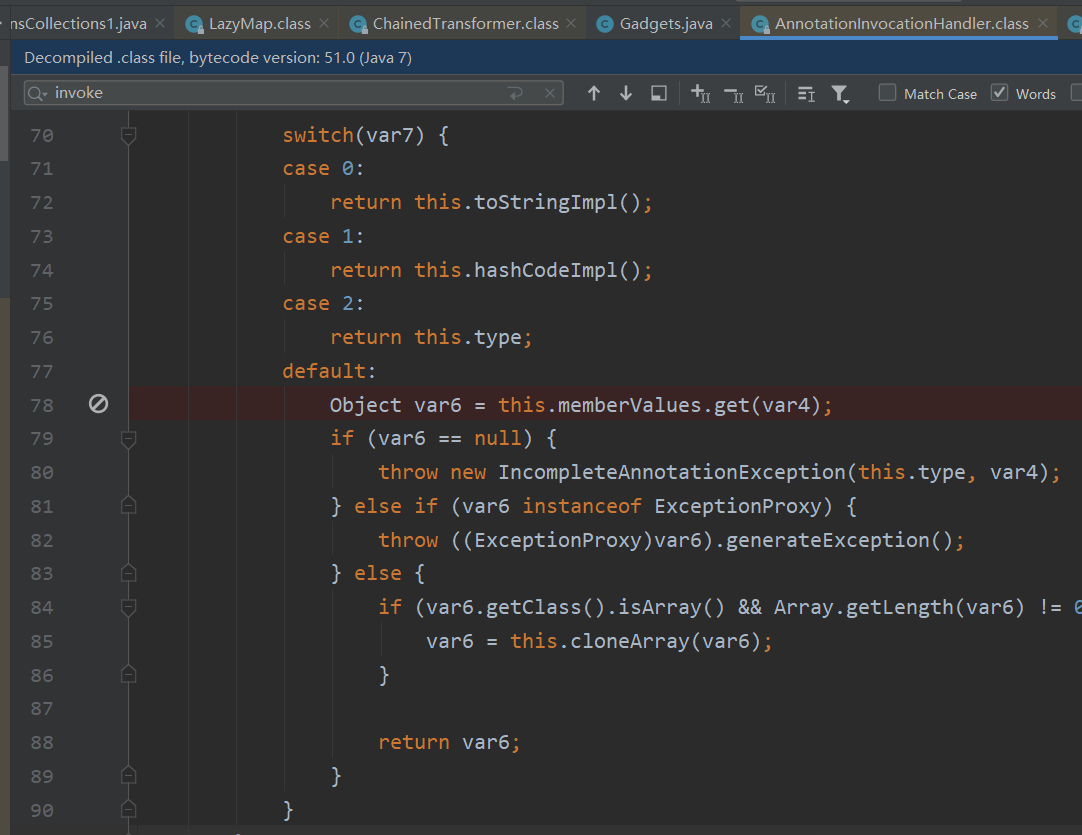 nsCollections1.java LazyMap.class ChainedTransformer.class Gadgets.java AnnotationInvocationHandler.class
Decompiled .class file, bytecode version: 51.0 (Java 7)
invoke Match Case Words
70 switch(var7) {
71 case 0:
72 return this.toStringImpl();
73 case 1:
74 return this.hashCodeImpl();
75 case 2:
76 return this.type;
77 default:
78 Object var6 = this.memberValues.get(var4);
79 if (var6 == null) {
80 throw new IncompleteAnnotationException(this.type, var4);
81 } else if (var6 instanceof ExceptionProxy) {
82 throw ((ExceptionProxy)var6).generateException();
83 } else {
84 if (var6.getClass().isArray() && Array.getLength(var6) != 0
85 var6 = this.cloneArray(var6);
86 }
87
88 return var6;
89 }
90 }